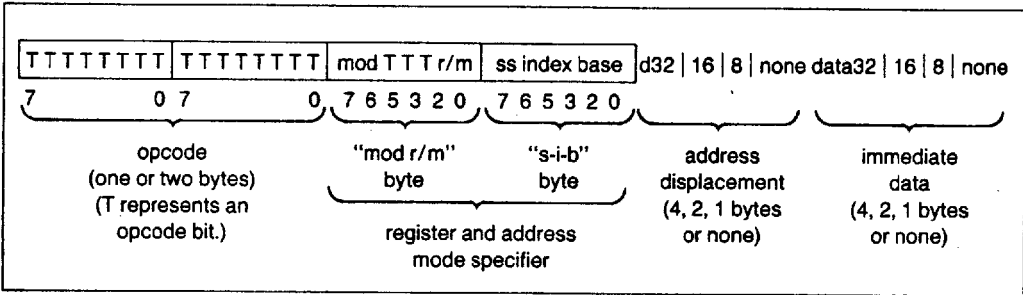 TTTTTTTT TTTTTTTT mod TTT r/m ss index base d32 | 16 | 8 | none data32 | 16 | 8 | none
7 0 7 0 7 6 5 3 2 0 7 6 5 3 2 0
opcode "mod r/m" "s-i-b" address immediate
(one or two bytes) byte byte displacement data
(T represents an (4, 2, 1 bytes (4, 2, 1 bytes
opcode bit.) register and address or none) or none)
mode specifier